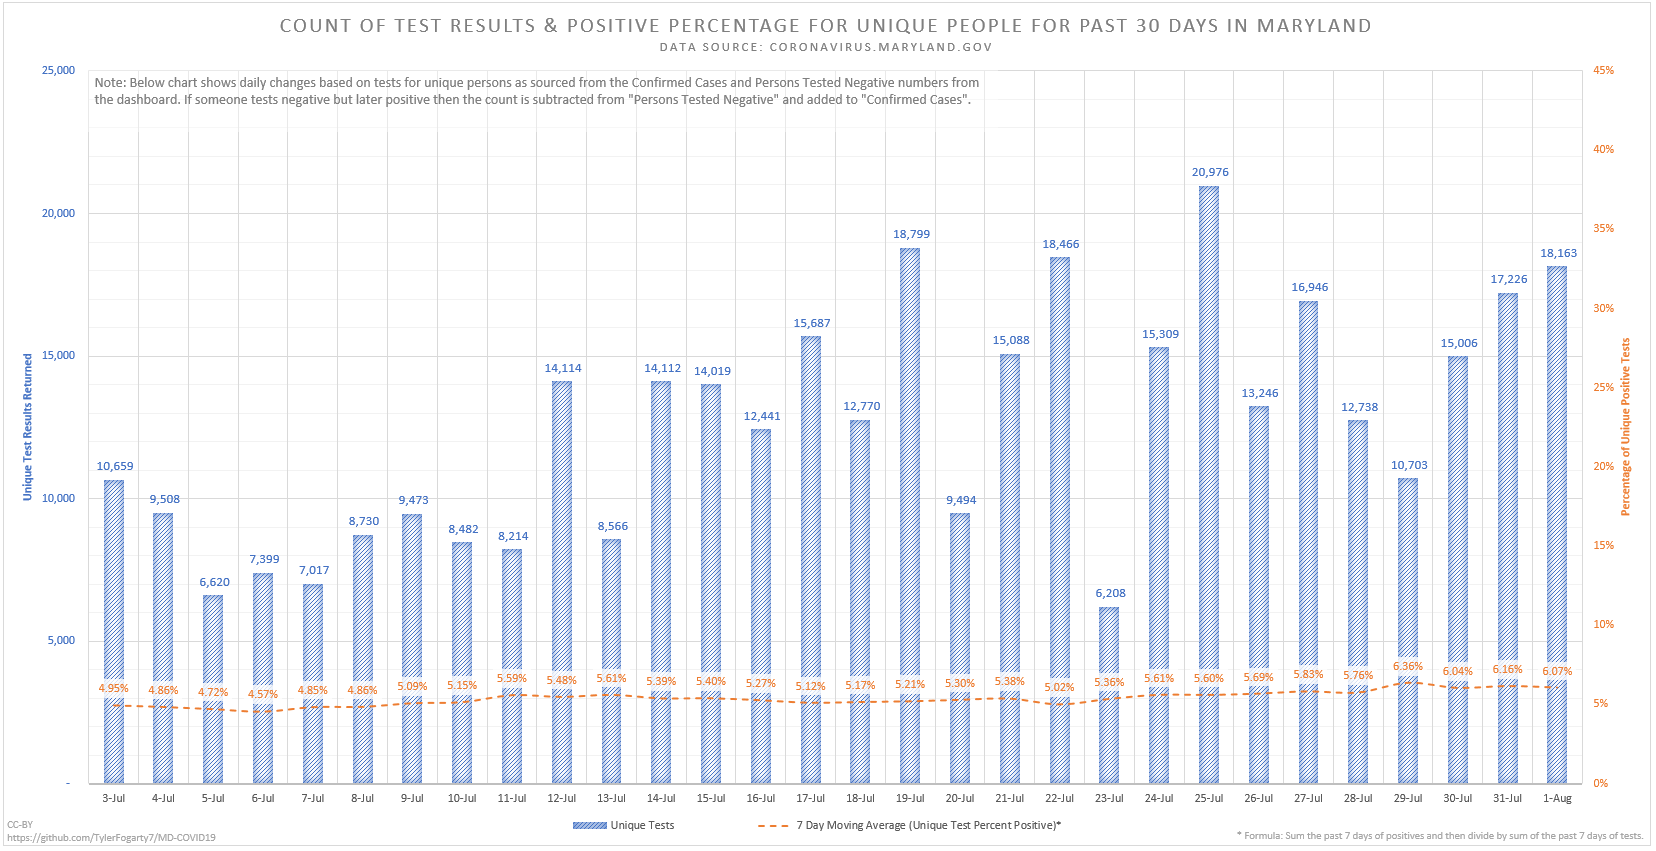 COUNT OF TEST RESULTS & POSITIVE PERCENTAGE FOR UNIQUE PEOPLE FOR PAST 30 DAYS IN MARYLAND
DATA SOURCE: CORONAVIRUS.MARYLAND.GOV
Note: Below chart shows daily changes based on tests for unique persons as sourced from the Confirmed Cases and Persons Tested Negative numbers from
the dashboard. If someone tests negative but later positive then the count is subtracted from "Persons Tested Negative" and added to "Confirmed Cases".
Unique Test Results Returned
25,000
20,000
15,000
10,000
5,000
-
10,659
9,508
6,620
7,399
7,017
8,730
9,473
8,482
8,214
14,114
8,566
14,112
14,019
12,441
15,687
12,770
18,799
9,494
15,088
18,466
6,208
15,309
20,976
13,246
16,946
12,738
10,703
15,006
17,226
18,163
4.95%
4.86%
4.72%
4.57%
4.85%
4.86%
5.09%
5.15%
5.59%
5.48%
5.61%
5.39%
5.40%
5.27%
5.12%
5.17%
5.21%
5.30%
5.38%
5.02%
5.36%
5.61%
5.60%
5.69%
5.83%
5.76%
6.36%
6.04%
6.16%
6.07%
45%
40%
35%
30%
25%
20%
15%
10%
5%
0%
Percentage of Unique Positive Tests
3-Jul
4-Jul
5-Jul
6-Jul
7-Jul
8-Jul
9-Jul
10-Jul
11-Jul
12-Jul
13-Jul
14-Jul
15-Jul
16-Jul
17-Jul
18-Jul
19-Jul
20-Jul
21-Jul
22-Jul
23-Jul
24-Jul
25-Jul
26-Jul
27-Jul
28-Jul
29-Jul
30-Jul
31-Jul
1-Aug
Unique Tests
7 Day Moving Average (Unique Test Percent Positive)*
CC-BY
https://github.com/TylerFogarty7/MD-COVID19
* Formula: Sum the past 7 days of positives and then divide by sum of the past 7 days of tests.